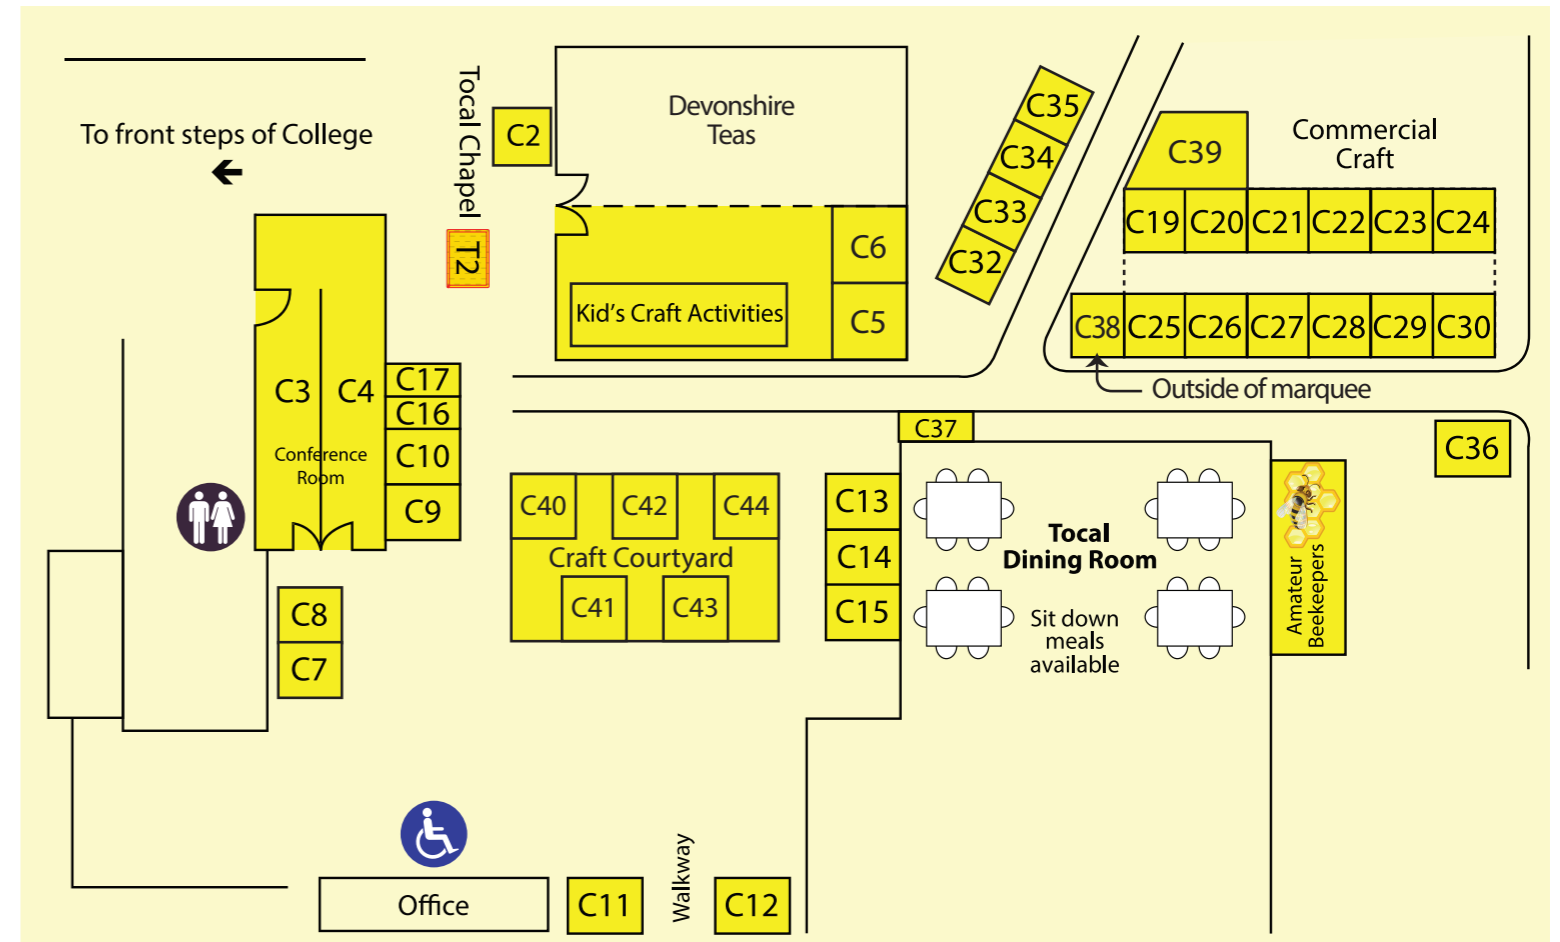 To front steps of College
Tocal Chapel
C2
T2
Devonshire
Teas
C6
C5
Kid's Craft Activities
C35
C34
C33
C32
C39
Commercial
Craft
C19 C20 C21 C22 C23 C24
C38 C25 C26 C27 C28 C29 C30
Outside of marquee
C3 C4
Conference
Room
C17
C16
C10
C9
C8
C7
C40 C42 C44
Craft Courtyard
C41 C43
C37
C13
C14
C15
Tocal
Dining Room
Sit down
meals
available
Amateur
Beekeepers
C36
Office
C11
Walkway
C12